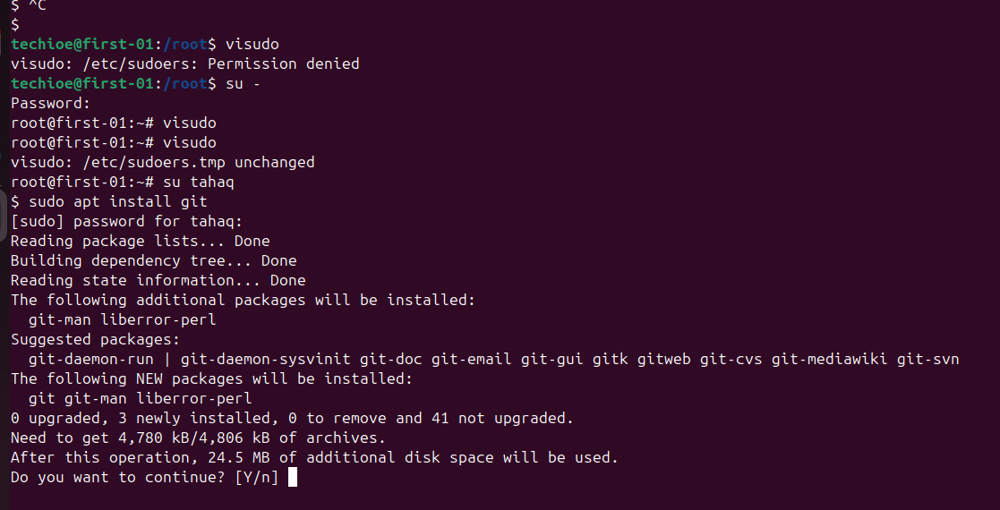 $ ^C
$
techioe@first-01:/root$ visudo
visudo: /etc/sudoers: Permission denied
techioe@first-01:/root$ su -
Password:
root@first-01:~# visudo
root@first-01:~# visudo
visudo: /etc/sudoers.tmp unchanged
root@first-01:~# su tahaq
$ sudo apt install git
[sudo] password for tahaq:
Reading package lists... Done
Building dependency tree... Done
Reading state information... Done
The following additional packages will be installed:
  git-man liberror-perl
Suggested packages:
  git-daemon-run | git-daemon-sysvinit git-doc git-email git-gui gitk gitweb git-cvs git-mediawiki git-svn
The following NEW packages will be installed:
  git git-man liberror-perl
0 upgraded, 3 newly installed, 0 to remove and 41 not upgraded.
Need to get 4,780 kB/4,806 kB of archives.
After this operation, 24.5 MB of additional disk space will be used.
Do you want to continue? [Y/n]